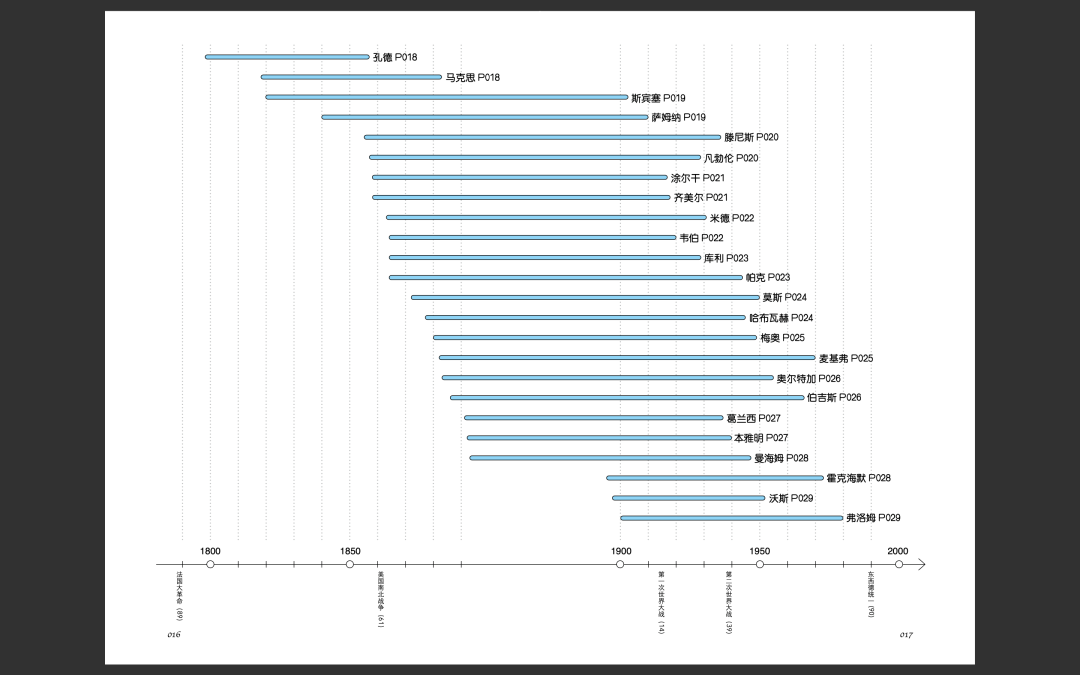 孔德 P018
马克思 P018
斯宾塞 P019
萨姆纳 P019
滕尼斯 P020
凡勃伦 P020
涂尔干 P021
齐美尔 P021
米德 P022
韦伯 P022
库利 P023
帕克 P023
莫斯 P024
哈布瓦赫 P024
梅奥 P025
麦基弗 P025
奥尔特加 P026
伯吉斯 P026
葛兰西 P027
本雅明 P027
曼海姆 P028
霍克海默 P028
沃斯 P029
弗洛姆 P029
1800 1850 1900 1950 2000
法国大革命（89）
美国南北战争（61）
第一次世界大战（14）
第二次世界大战（39）
东西德统一（90）
016
017